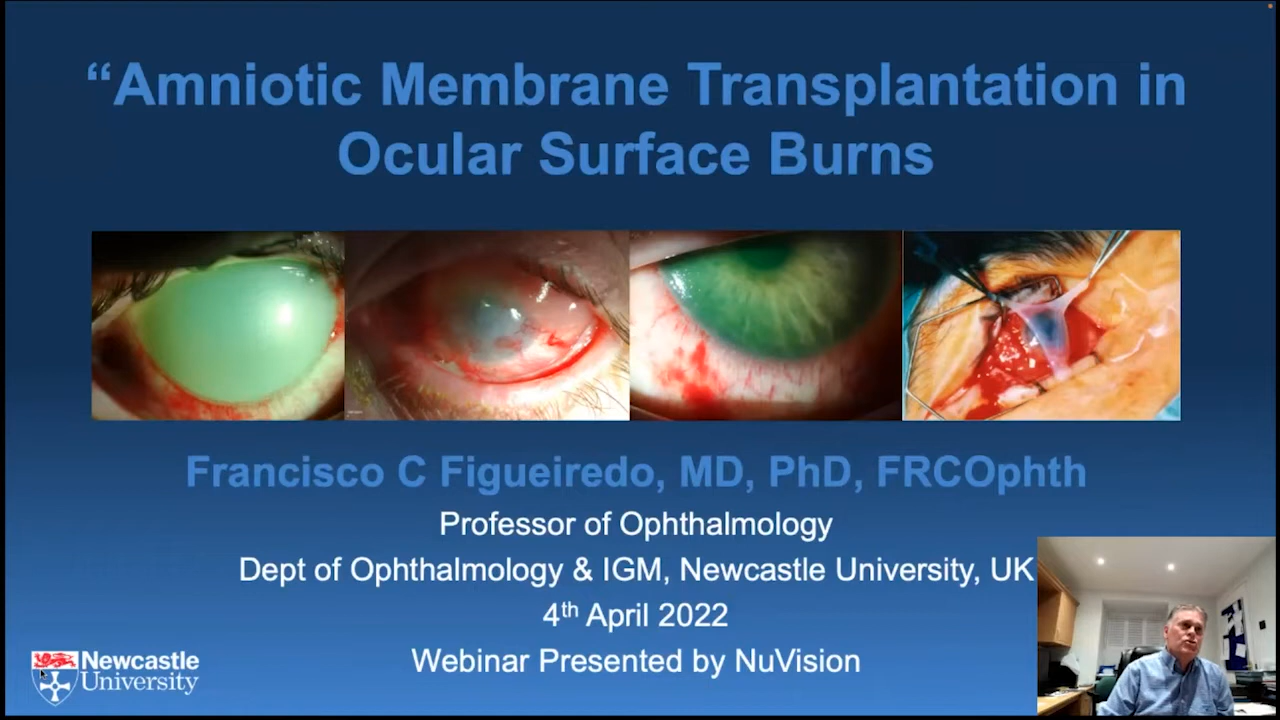 “Amniotic Membrane Transplantation in
Ocular Surface Burns
Francisco C Figueiredo, MD, PhD, FRCOphth
Professor of Ophthalmology
Dept of Ophthalmology & IGM, Newcastle University, UK
4th April 2022
Webinar Presented by NuVision
Newcastle
University